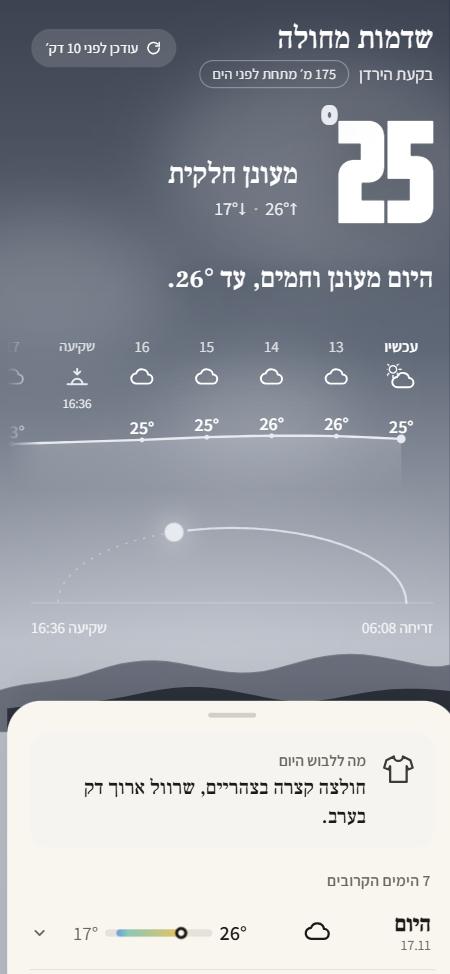 שדמות מחולה
עודכן לפני 10 דק׳
בקעת הירדן
175 מ׳ מתחת לפני הים
25°
מעונן חלקית
↑26° · ↓17°
היום מעונן וחמים, עד 26°.
עכשיו 13 14 15 16 שקיעה 17
16:36
25° 26° 26° 25° 25° 3°
זריחה 06:08
שקיעה 16:36
מה ללבוש היום
חולצה קצרה בצהריים, שרוול ארוך דק
בערב.
7 הימים הקרובים
היום
26° 17°
17.11